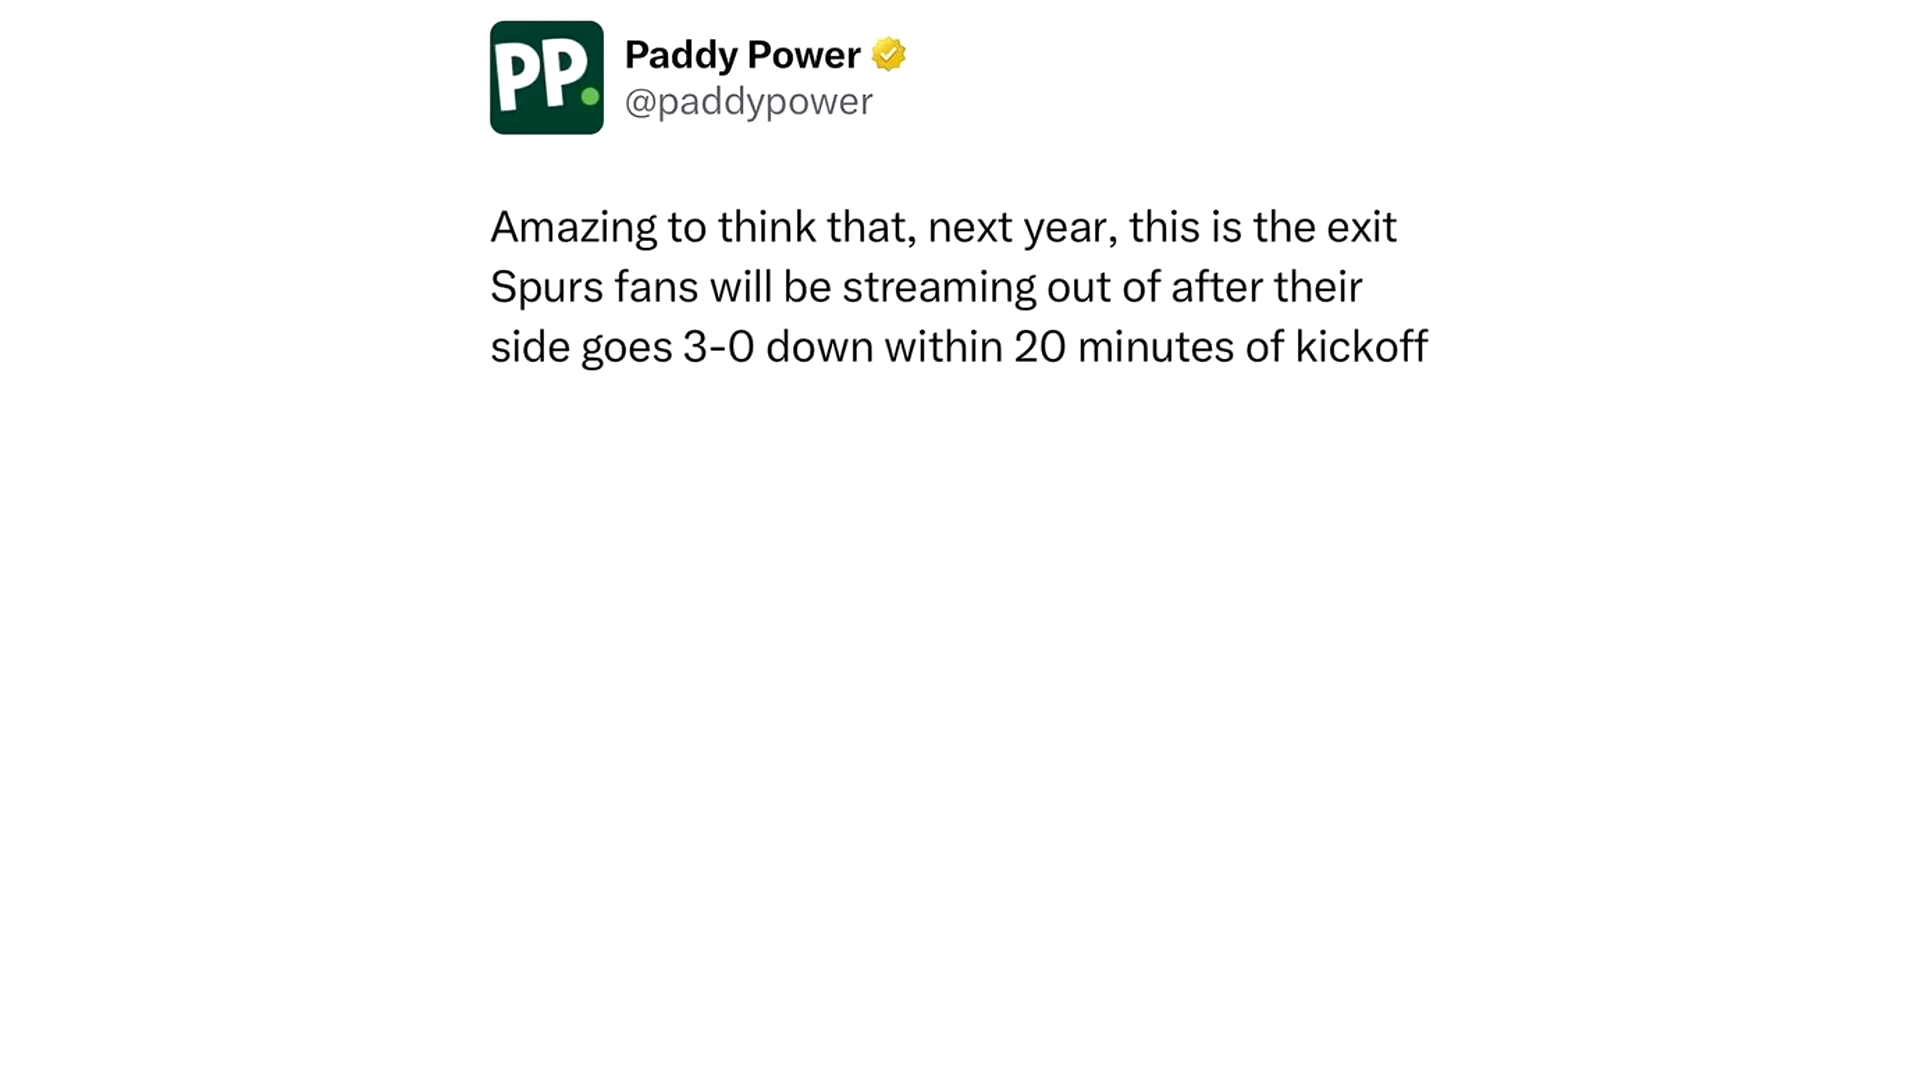 PP.
Paddy Power
@paddypower
Amazing to think that, next year, this is the exit
Spurs fans will be streaming out of after their
side goes 3-0 down within 20 minutes of kickoff